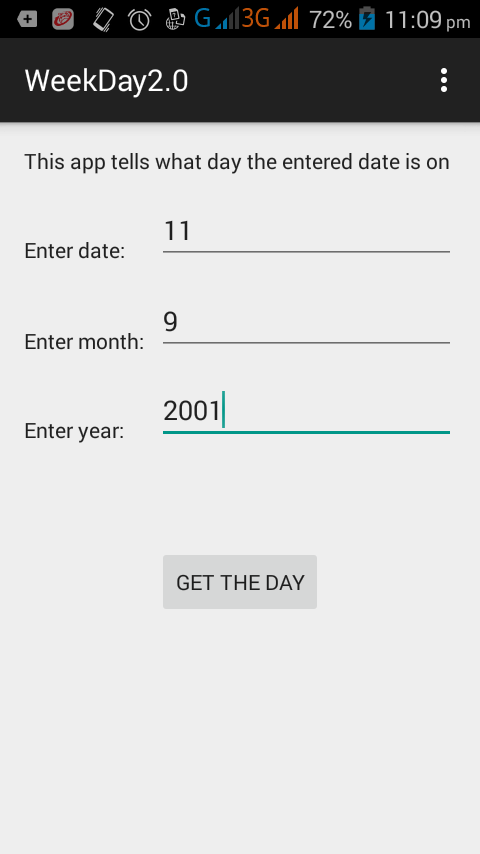 G 3G 72% 11:09 pm
WeekDay2.0
This app tells what day the entered date is on
Enter date: 11
Enter month: 9
Enter year: 2001
GET THE DAY